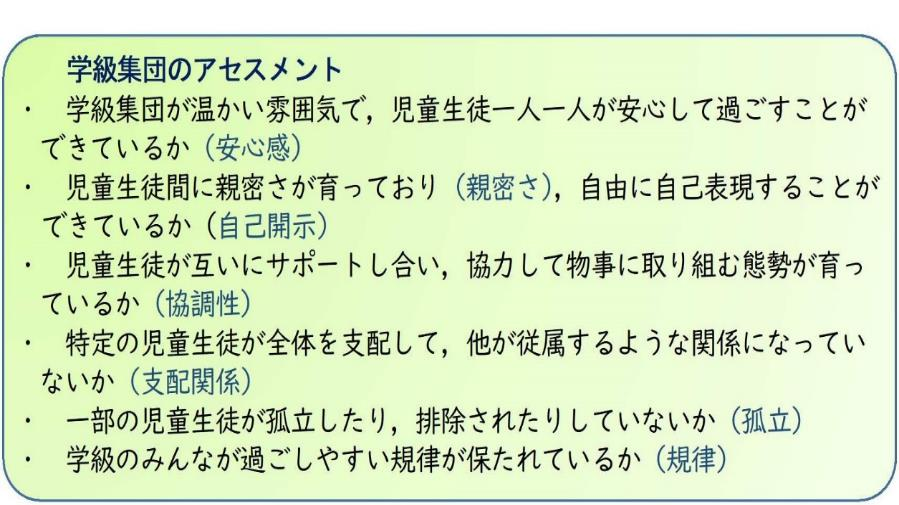 学級集団のアセスメント
・　学級集団が温かい雰囲気で，児童生徒一人一人が安心して過ごすことが
できているか（安心感）
・　児童生徒間に親密さが育っており（親密さ），自由に自己表現することが
できているか（自己開示）
・　児童生徒が互いにサポートし合い，協力して物事に取り組む態勢が育っ
ているか（協調性）
・　特定の児童生徒が全体を支配して，他が従属するような関係になってい
ないか（支配関係）
・　一部の児童生徒が孤立したり，排除されたりしていないか（孤立）
・　学級のみんなが過ごしやすい規律が保たれているか（規律）